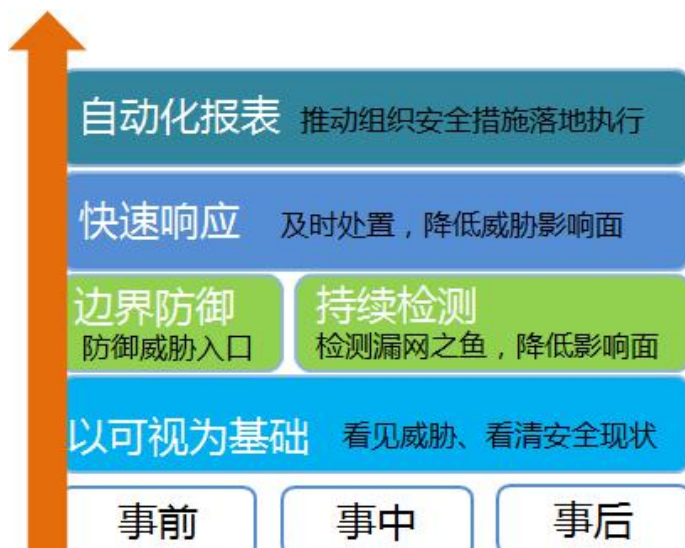 自动化报表 推动组织安全措施落地执行
快速响应 及时处置，降低威胁影响面
边界防御 持续检测
防御威胁入口 检测漏网之鱼，降低影响面
以可视为基础 看见威胁、看清安全现状
事前 事中 事后